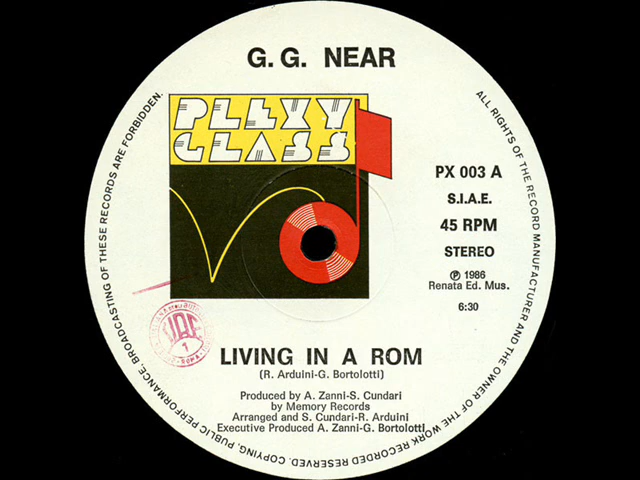 G. G. NEAR
PLEXY
GLASS
PX 003 A
S.I.A.E.
45 RPM
STEREO
℗ 1986
Renata Ed. Mus.
6:30
LIVING IN A ROM
(R. Arduini-G. Bortolotti)
Produced by A. Zanni-S. Cundari
by Memory Records
Arranged and S. Cundari-R. Arduini
Executive Produced A. Zanni-G. Bortolotti
ALL RIGHTS OF THE RECORD MANUFACTURER AND THE OWNER OF THE WORK RECORDED RESERVED. COPYING, PUBLIC PERFORMANCE, BROADCASTING OF THESE RECORDS ARE FORBIDDEN.
1
ROMA